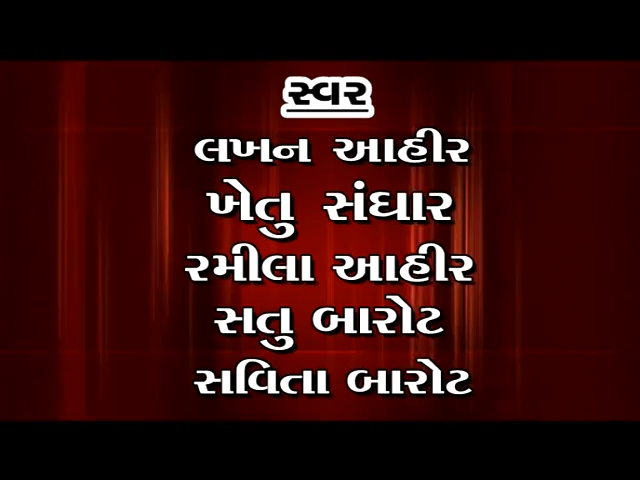 સ્વર
લખન આહીર
ખેતુ સંઘાર
રમીલા આહીર
સતુ બારોટ
સવિતા બારોટ